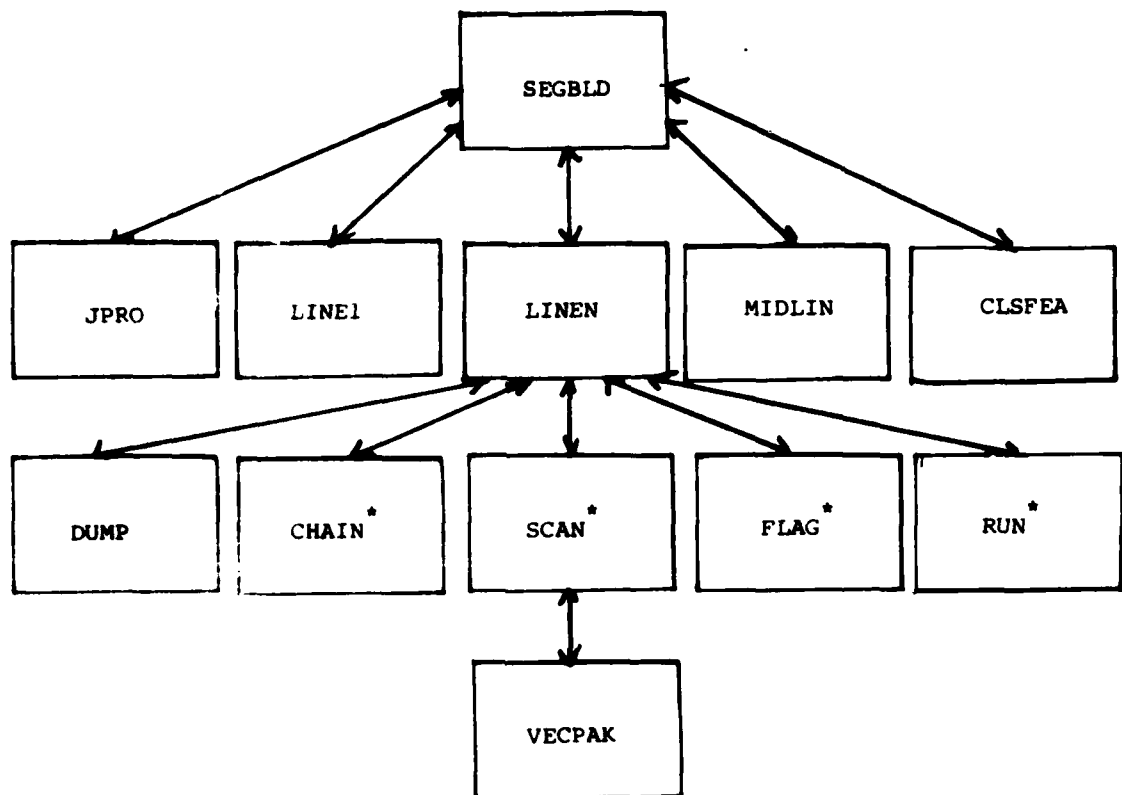 SEGBLD
JPRO
LINE1
LINEN
MIDLIN
CLSFEA
DUMP
CHAIN*
SCAN*
FLAG*
RUN*
VECPAK